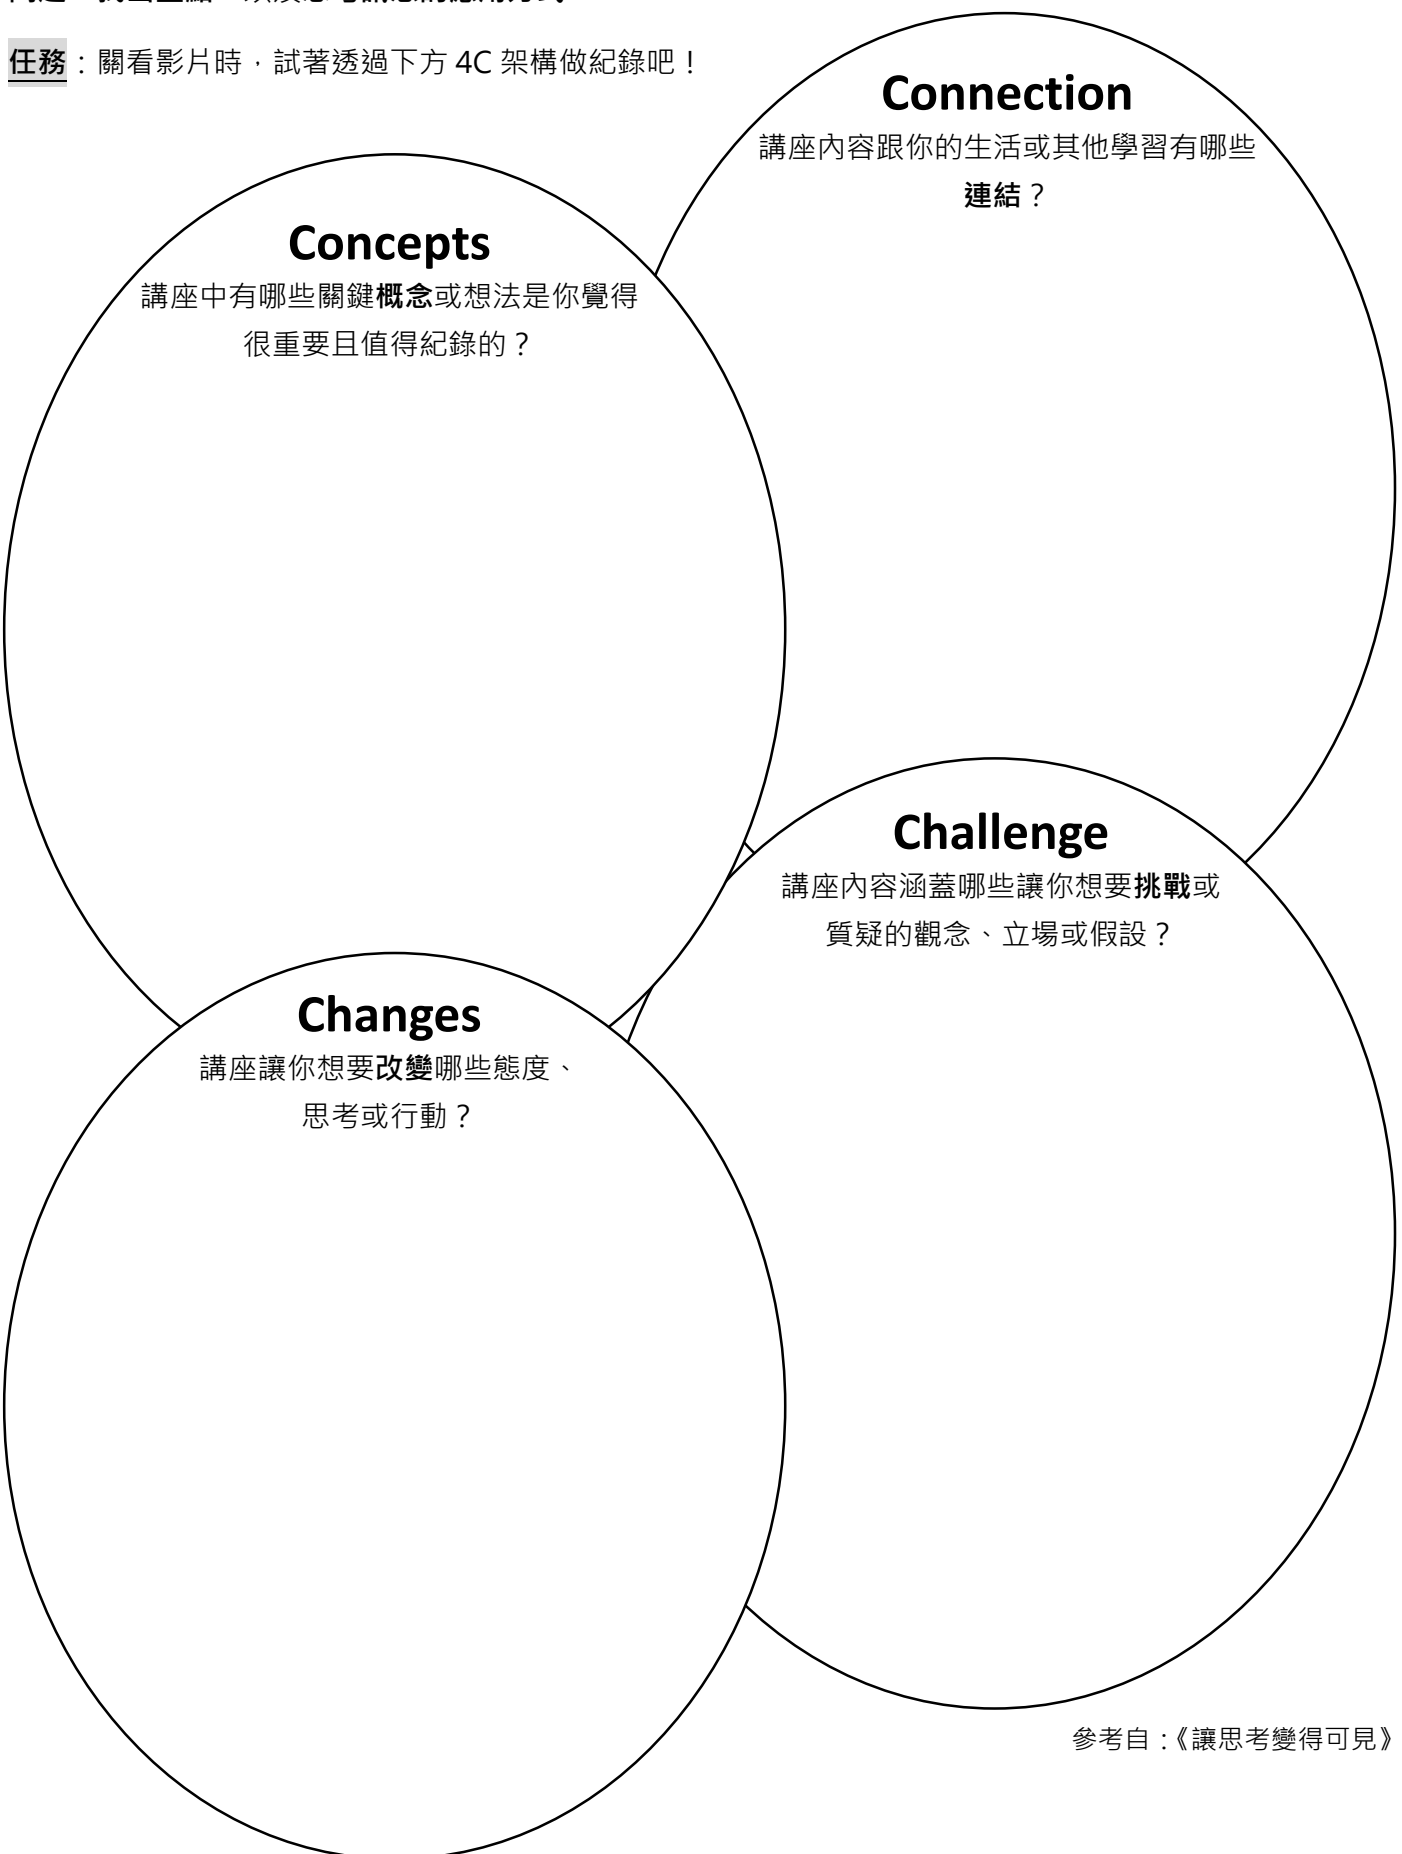 任務：關看影片時，試著透過下方 4C 架構做紀錄吧！
Connection
講座內容跟你的生活或其他學習有哪些
連結？
Concepts
講座中有哪些關鍵概念或想法是你覺得
很重要且值得紀錄的？
Challenge
講座內容涵蓋哪些讓你想要挑戰或
質疑的觀念、立場或假設？
Changes
講座讓你想要改變哪些態度、
思考或行動？
參考自：《讓思考變得可見》